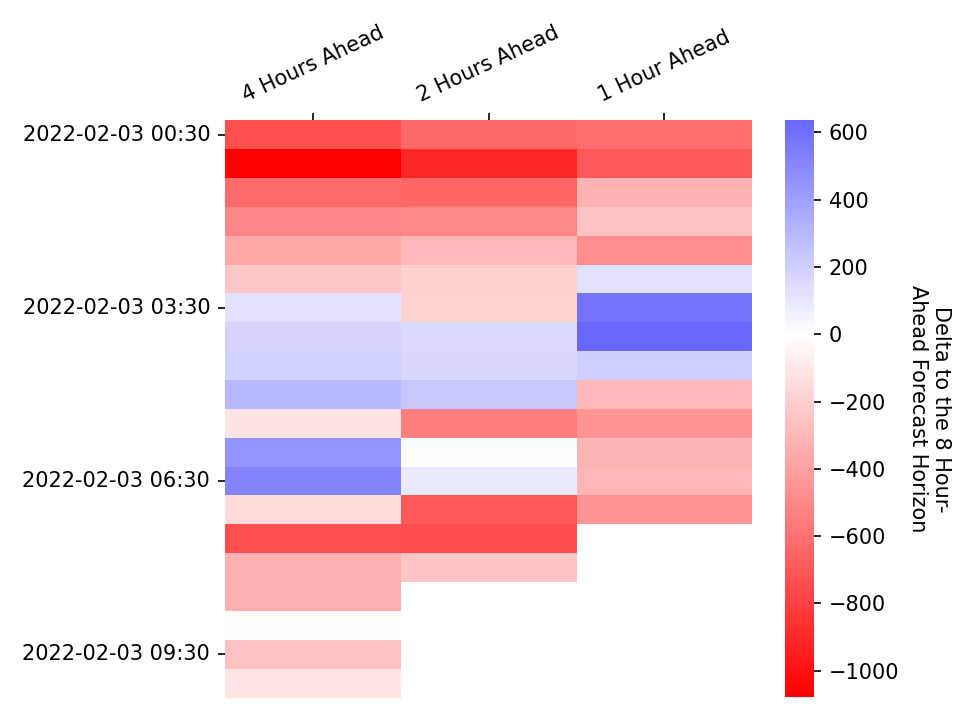 4 Hours Ahead
2 Hours Ahead
1 Hour Ahead
2022-02-03 00:30
2022-02-03 03:30
2022-02-03 06:30
2022-02-03 09:30
600
400
200
0
−200
−400
−600
−800
−1000
Delta to the 8 Hour-
Ahead Forecast Horizon